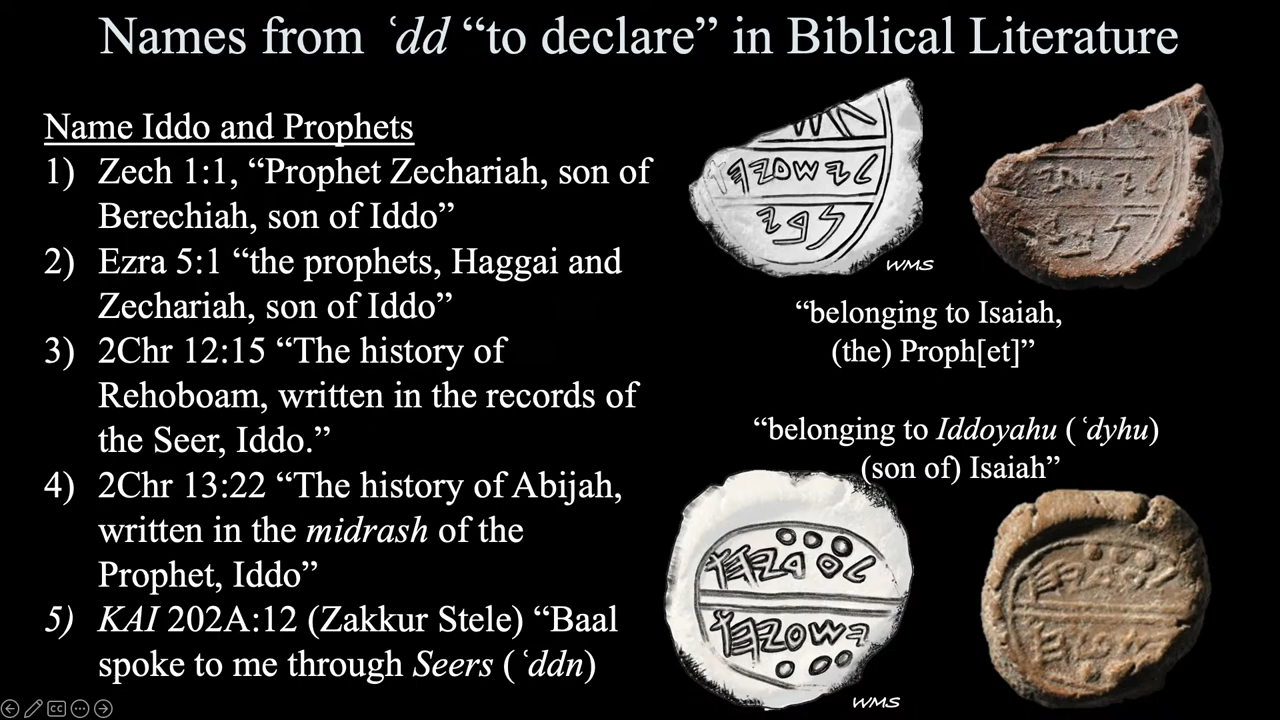 Names from ʿdd “to declare” in Biblical Literature
Name Iddo and Prophets
1) Zech 1:1, “Prophet Zechariah, son of
Berechiah, son of Iddo”
2) Ezra 5:1 “the prophets, Haggai and
Zechariah, son of Iddo”
3) 2Chr 12:15 “The history of
Rehoboam, written in the records of
the Seer, Iddo.”
4) 2Chr 13:22 “The history of Abijah,
written in the midrash of the
Prophet, Iddo”
5) KAI 202A:12 (Zakkur Stele) “Baal
spoke to me through Seers (ʿddn)
𐤋𐤉𐤔𐤏𐤉𐤄𐤅
𐤍𐤁𐤉
WMS
“belonging to Isaiah,
(the) Proph[et]”
“belonging to Iddoyahu (ʿdyhu)
(son of) Isaiah”
𐤋𐤏𐤃𐤉𐤄𐤅
𐤉𐤔𐤏𐤉𐤄𐤅
WMS
CC